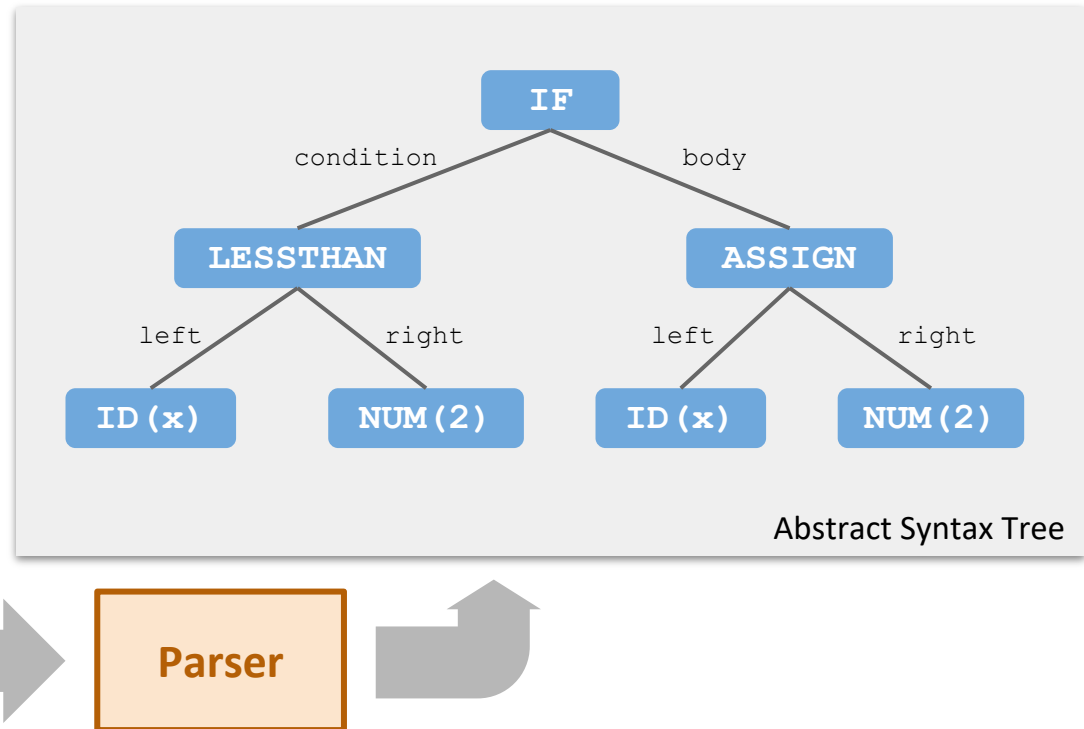 IF
condition body
LESSTHAN ASSIGN
left right left right
ID(x) NUM(2) ID(x) NUM(2)
Abstract Syntax Tree
Parser